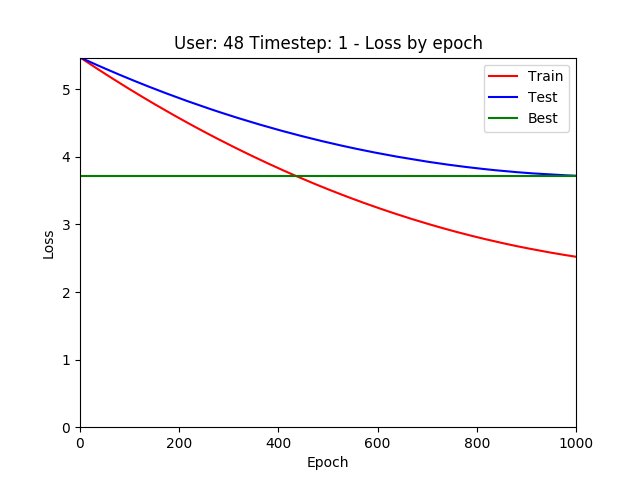 User: 48 Timestep: 1 - Loss by epoch
Train
Test
Best
5
4
3
2
1
0
Loss
0 200 400 600 800 1000
Epoch